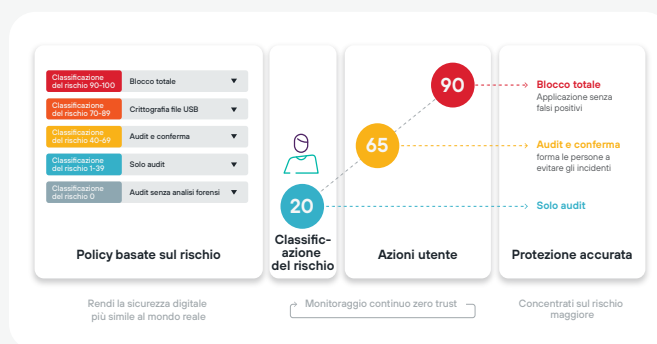 Classificazione
del rischio 90-100
Blocco totale
Classificazione
del rischio 70-89
Crittografia file USB
Classificazione
del rischio 40-69
Audit e conferma
Classificazione
del rischio 1-39
Solo audit
Classificazione
del rischio 0
Audit senza analisi forensi
Policy basate sul rischio
Rendi la sicurezza digitale
più simile al mondo reale
20
Classific-
azione
del rischio
65
90
Azioni utente
Monitoraggio continuo zero trust
Blocco totale
Applicazione senza
falsi positivi
Audit e conferma
forma le persone a
evitare gli incidenti
Solo audit
Protezione accurata
Concentrati sul rischio
maggiore